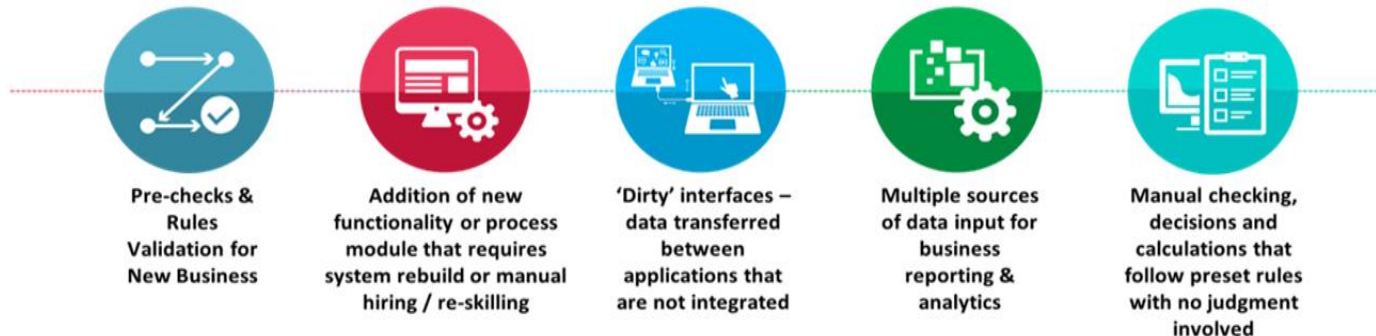 Pre-checks &
Rules
Validation for
New Business
Addition of new
functionality or process
module that requires
system rebuild or manual
hiring / re-skilling
‘Dirty’ interfaces –
data transferred
between
applications that
are not integrated
Multiple sources
of data input for
business
reporting &
analytics
Manual checking,
decisions and
calculations that
follow preset rules
with no judgment
involved